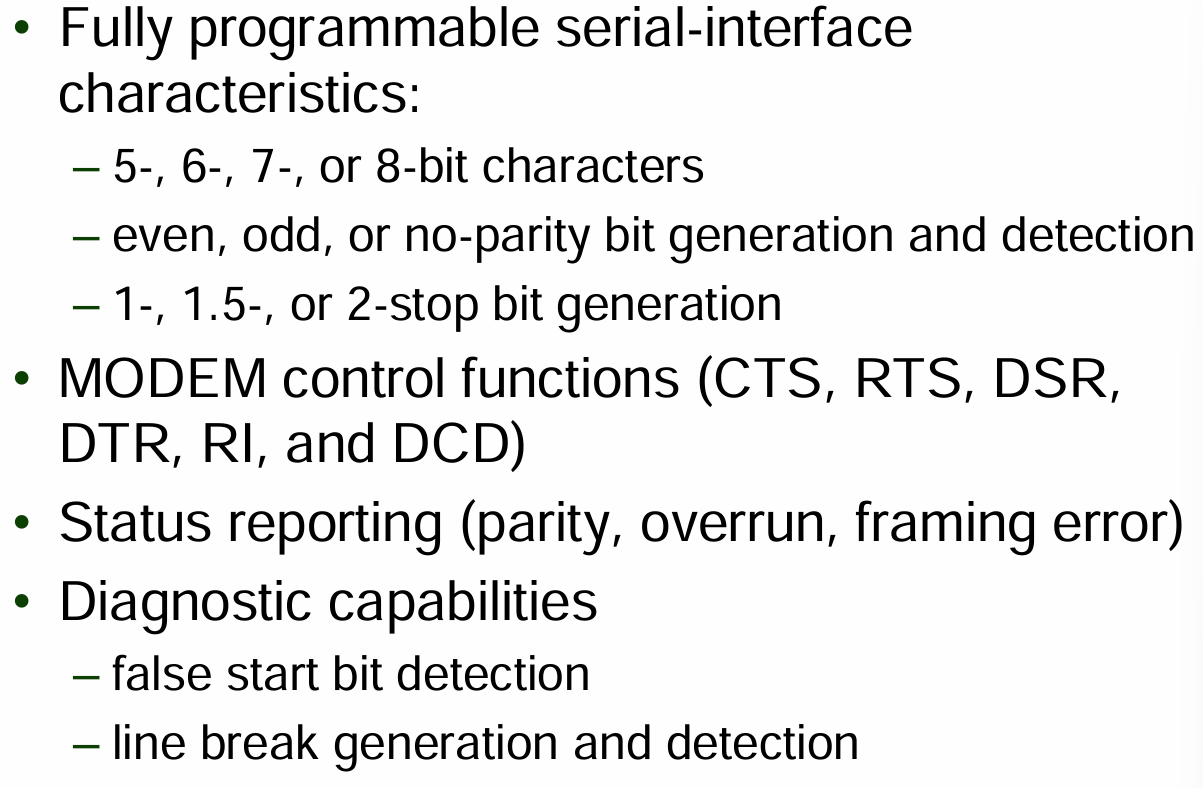 • Fully programmable serial-interface
characteristics:
– 5-, 6-, 7-, or 8-bit characters
– even, odd, or no-parity bit generation and detection
– 1-, 1.5-, or 2-stop bit generation
• MODEM control functions (CTS, RTS, DSR,
DTR, RI, and DCD)
• Status reporting (parity, overrun, framing error)
• Diagnostic capabilities
– false start bit detection
– line break generation and detection